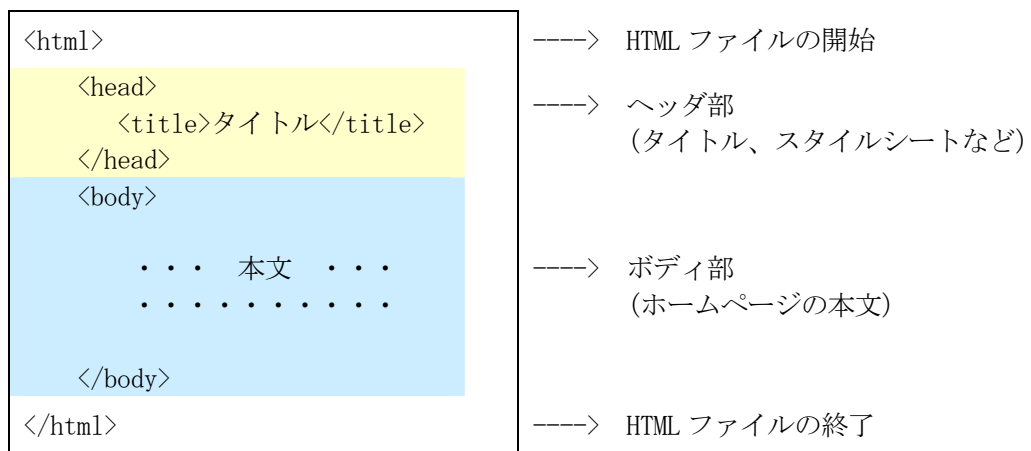 <html> ----> HTML ファイルの開始
<head> ----> ヘッダ部
<title>タイトル</title> (タイトル、スタイルシートなど)
</head>
<body>
・・・ 本文 ・・・ ----> ボディ部
・・・・・・・・・・ (ホームページの本文)
</body>
</html> ----> HTML ファイルの終了